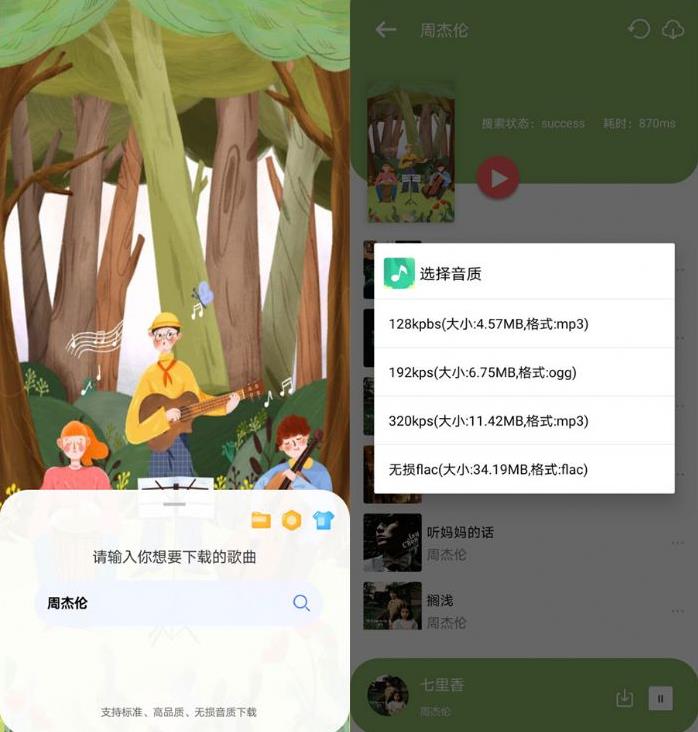 请输入你想要下载的歌曲
周杰伦
支持标准、高品质、无损音质下载
周杰伦
搜索状态：success 耗时：870ms
选择音质
128kpbs(大小:4.57MB,格式:mp3)
192kps(大小:6.75MB,格式:ogg)
320kps(大小:11.42MB,格式:mp3)
无损flac(大小:34.19MB,格式:flac)
听妈妈的话
周杰伦
搁浅
周杰伦
七里香
周杰伦